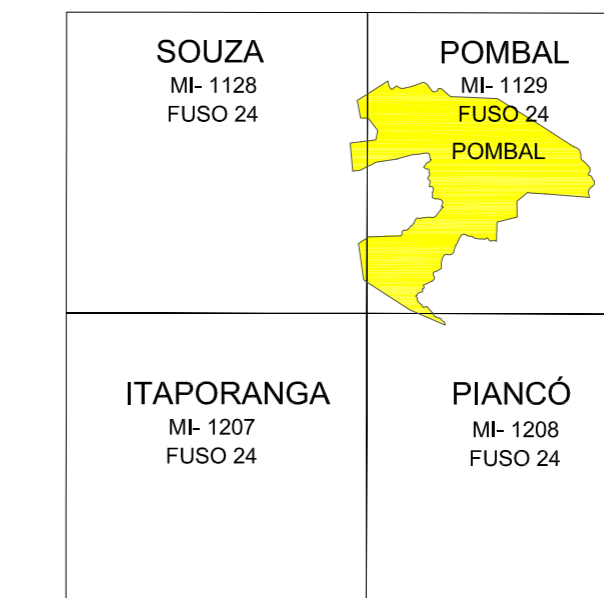 SOUZA
MI- 1128
FUSO 24
POMBAL
MI- 1129
FUSO 24
POMBAL
ITAPORANGA
MI- 1207
FUSO 24
PIANCÓ
MI- 1208
FUSO 24